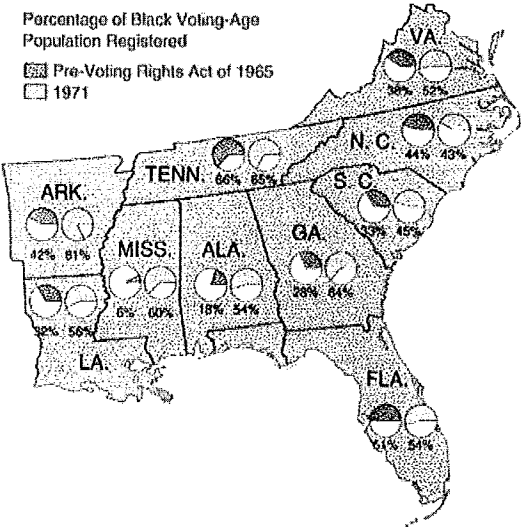 Percentage of Black Voting-Age
Population Registered
Pre-Voting Rights Act of 1965
1971
VA.
52%
N. C.
44% 43%
TENN.
66% 65%
S. C.
33% 45%
ARK.
42% 81%
MISS.
6% 60%
ALA.
18% 54%
GA.
28% 64%
56%
LA.
FLA.
51% 54%